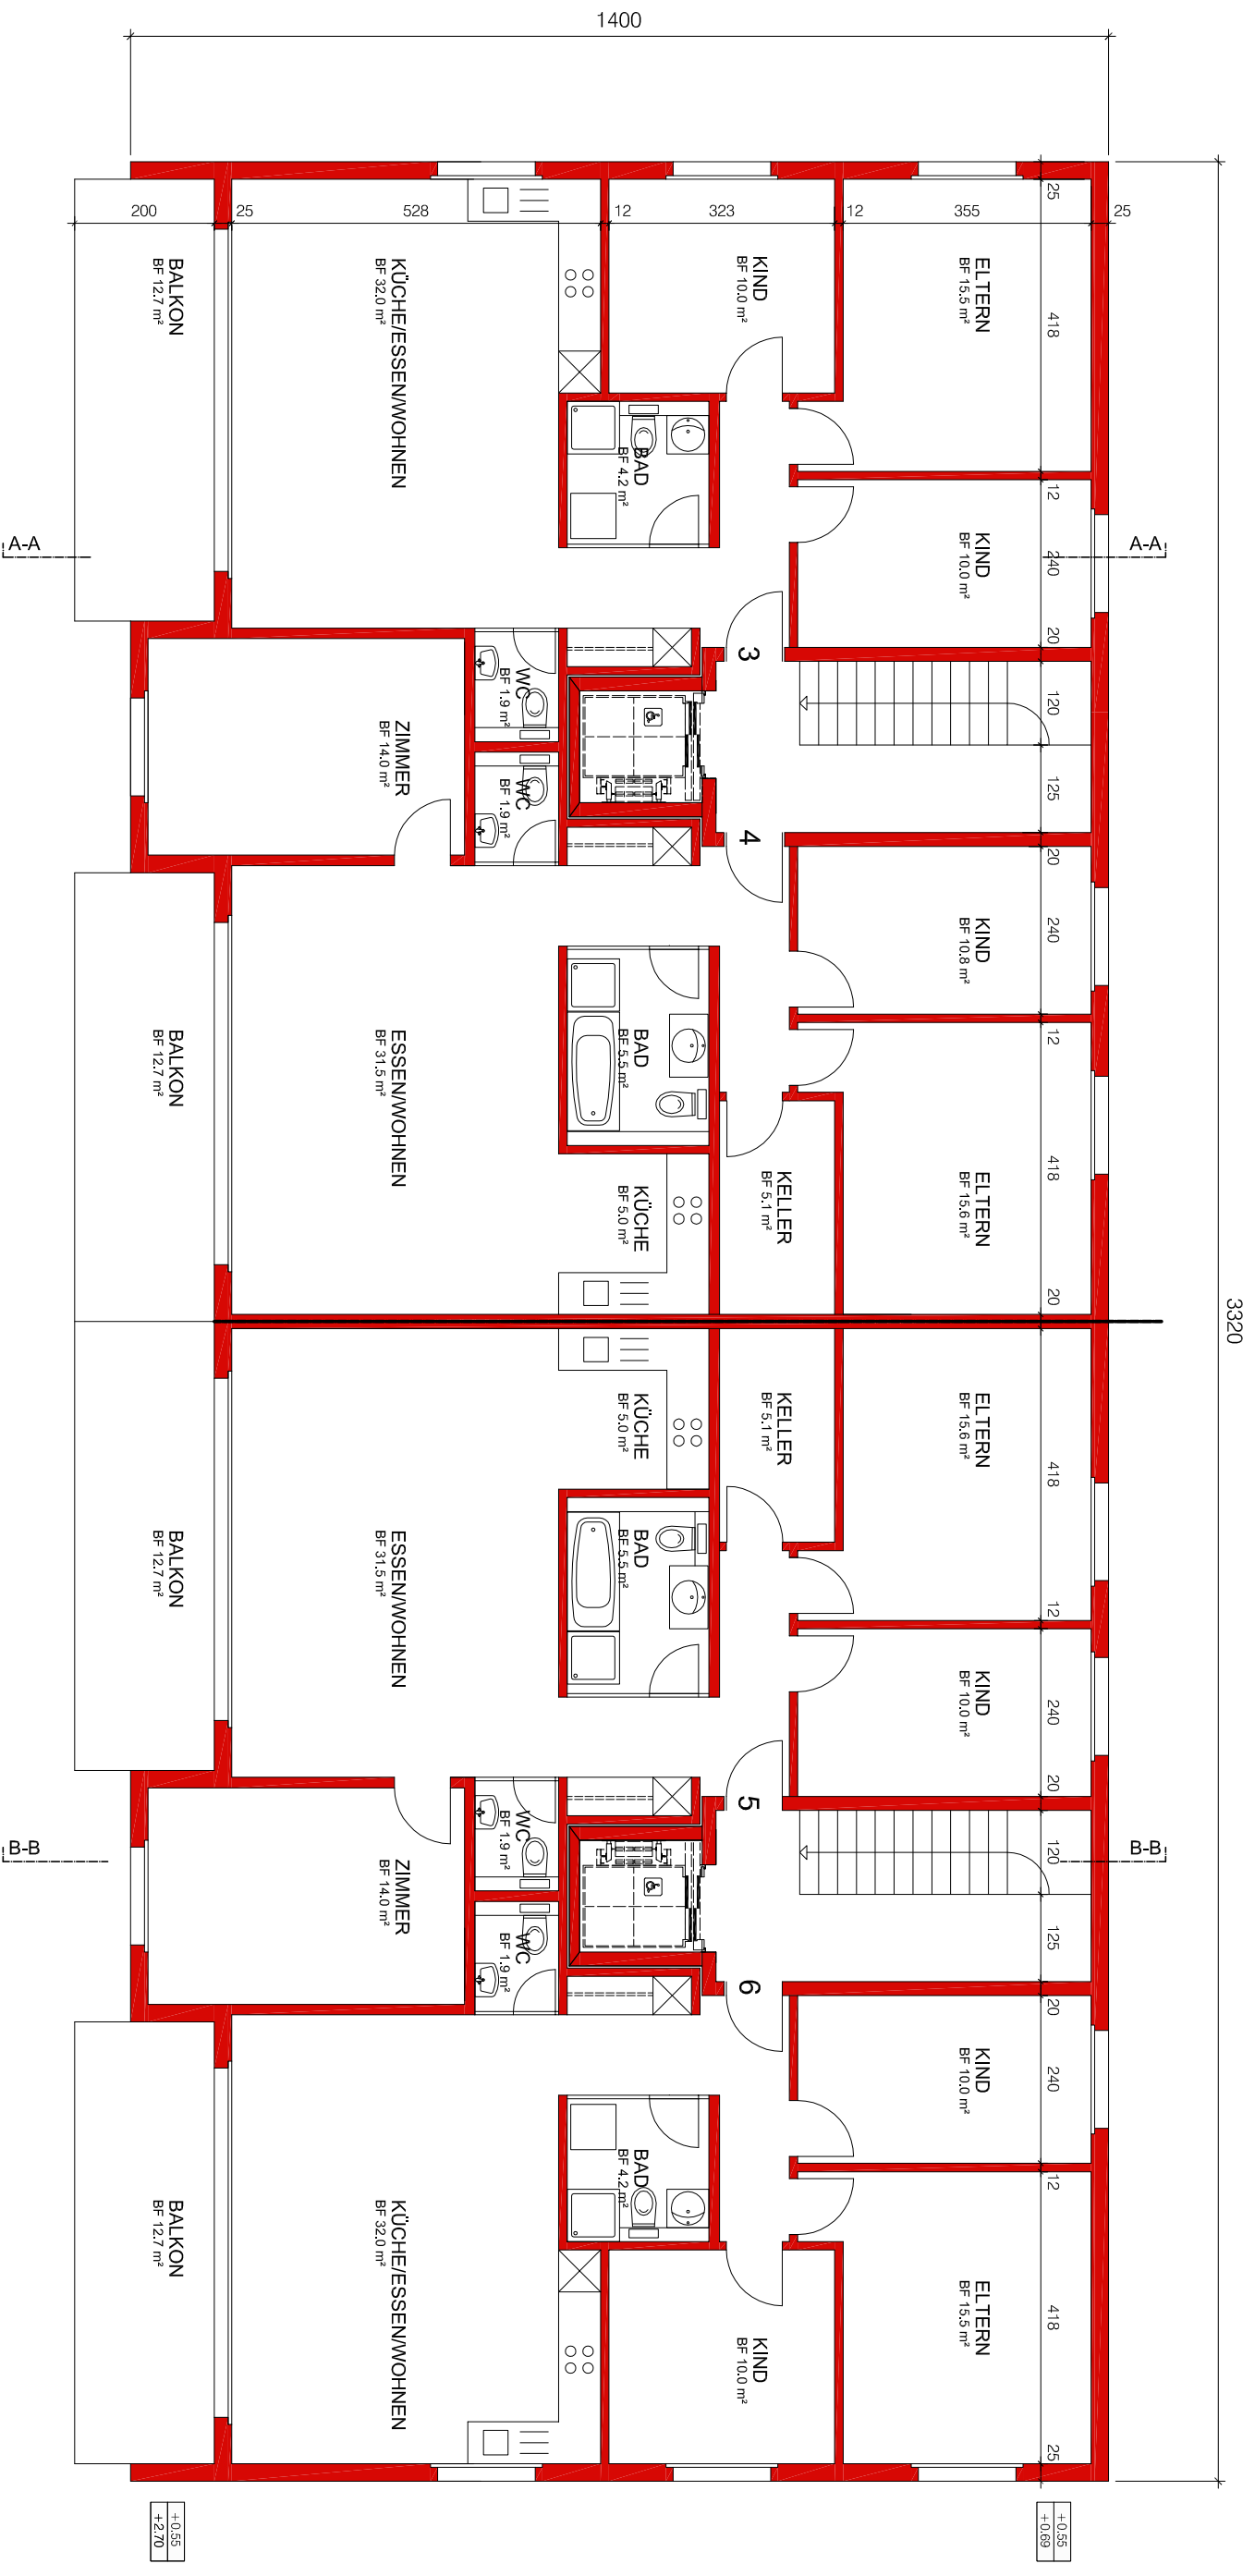 1400
3320
200
25
528
12
323
12
355
25
25
418
12
240
20
120
125
20
240
12
418
20
418
12
240
20
120
125
20
240
12
418
25
ELTERN
BF 15.5 m²
KIND
BF 10.0 m²
KÜCHE/ESSEN/WOHNEN
BF 32.0 m²
BALKON
BF 12.7 m²
BAD
BF 4.2 m²
KIND
BF 10.0 m²
A-A
A-A
3
WC
BF 1.9 m²
ZIMMER
BF 14.0 m²
WC
BF 1.9 m²
4
KIND
BF 10.8 m²
ELTERN
BF 15.6 m²
BAD
BF 5.5 m²
ESSEN/WOHNEN
BF 31.5 m²
BALKON
BF 12.7 m²
KELLER
BF 5.1 m²
KÜCHE
BF 5.0 m²
ELTERN
BF 15.6 m²
KELLER
BF 5.1 m²
KÜCHE
BF 5.0 m²
BAD
BF 5.5 m²
ESSEN/WOHNEN
BF 31.5 m²
BALKON
BF 12.7 m²
KIND
BF 10.0 m²
5
WC
BF 1.9 m²
B-B
B-B
ZIMMER
BF 14.0 m²
WC
BF 1.9 m²
6
KIND
BF 10.0 m²
BAD
BF 4.2 m²
ELTERN
BF 15.5 m²
KIND
BF 10.0 m²
KÜCHE/ESSEN/WOHNEN
BF 32.0 m²
BALKON
BF 12.7 m²
+0.55
+2.70
+0.55
+0.69